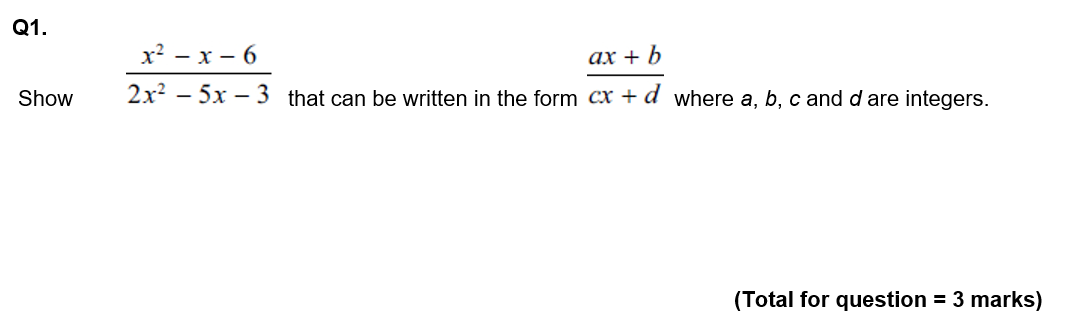 Q1.
Show x² − x − 6 / 2x² − 5x − 3 that can be written in the form ax + b / cx + d where a, b, c and d are integers.
(Total for question = 3 marks)